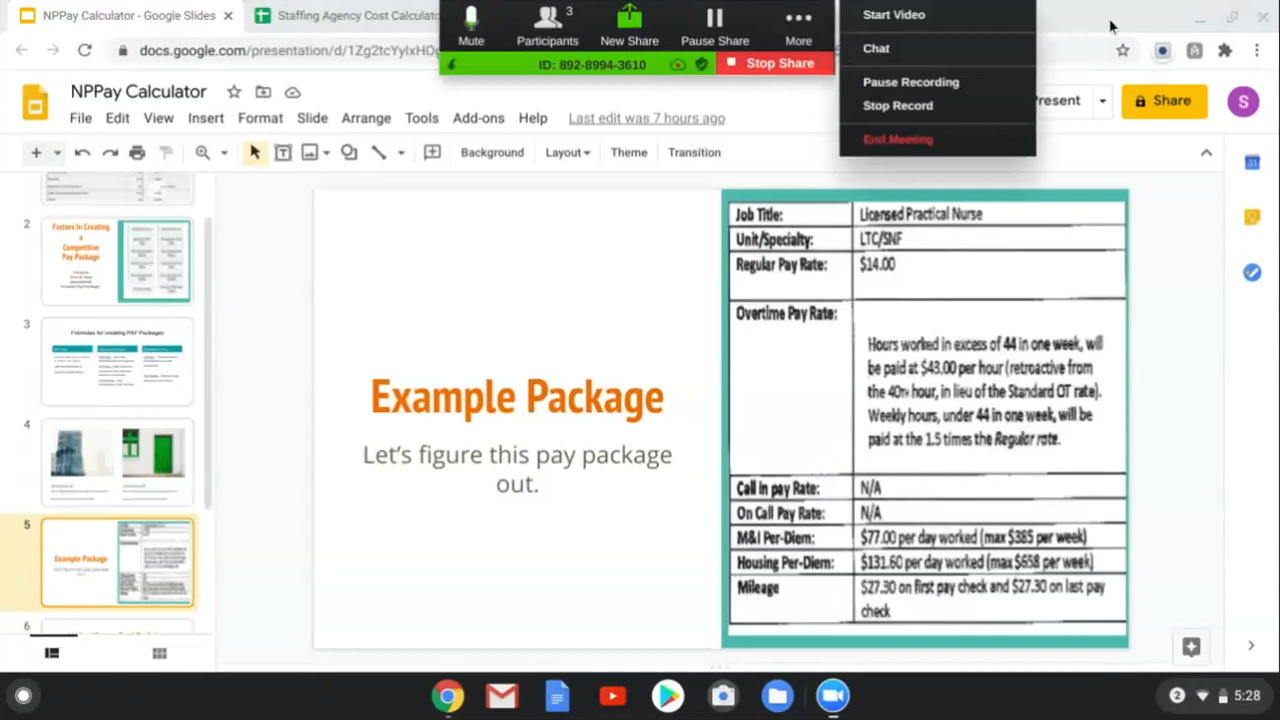 NPPay Calculator - Google Slides
Staffing Agency Cost Calculato
3
Mute
Participants
New Share
Pause Share
More
ID: 892-8994-3610
Stop Share
Start Video
Chat
Pause Recording
Stop Record
End Meeting
docs.google.com/presentation/d/1Zg2tcYyIxHOg
NPPay Calculator
Present
Share
S
File Edit View Insert Format Slide Arrange Tools Add-ons Help
Last edit was 7 hours ago
Background
Layout
Theme
Transition
2
Factors In Creating
a
Competitive
Pay Package
3
Formulas for creating PAY Packages
4
5
Example Package
Let's figure this pay package
out.
6
Example Package
Let's figure this pay package
out.
Job Title: Licensed Practical Nurse
Unit/Specialty: LTC/SNF
Regular Pay Rate: $14.00
Overtime Pay Rate:
Hours worked in excess of 44 in one week, will
be paid at $43.00 per hour (retroactive from
the 40TH hour, in lieu of the Standard OT rate).
Weekly hours, under 44 in one week, will be
paid at the 1.5 times the Regular rate.
Call in pay Rate: N/A
On Call Pay Rate: N/A
M&I Per-Diem: $77.00 per day worked (max $385 per week)
Housing Per-Diem: $131.60 per day worked (max $658 per week)
Mileage $27.30 on first pay check and $27.30 on last pay
check
2
5:28